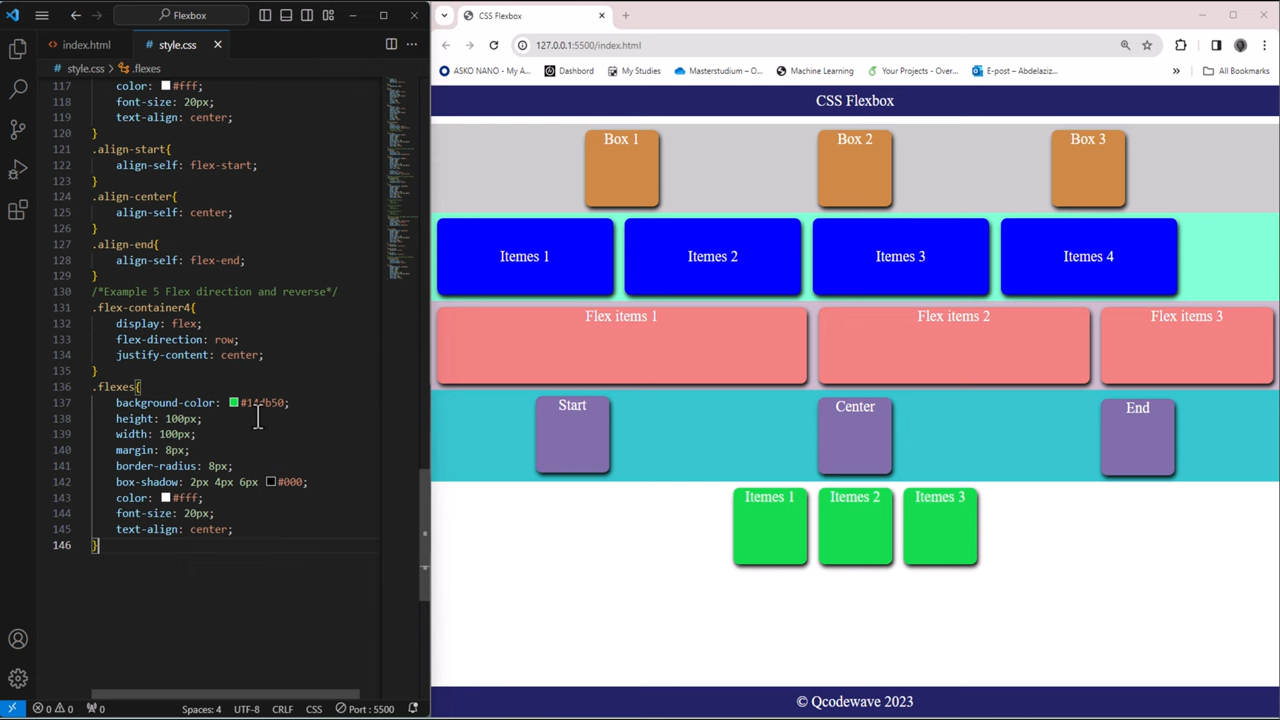 Flexbox
index.html
style.css
style.css > .flexes
117 color: #fff;
118 font-size: 20px;
119 text-align: center;
120 }
121 .align-start{
122 align-self: flex-start;
123 }
124 .align-center{
125 align-self: center;
126 }
127 .align-end{
128 align-self: flex-end;
129 }
130 /*Example 5 Flex direction and reverse*/
131 .flex-container4{
132 display: flex;
133 flex-direction: row;
134 justify-content: center;
135 }
136 .flexes{
137 background-color: #14db50;
138 height: 100px;
139 width: 100px;
140 margin: 8px;
141 border-radius: 8px;
142 box-shadow: 2px 4px 6px #000;
143 color: #fff;
144 font-size: 20px;
145 text-align: center;
146 }
0 0 0 Spaces: 4 UTF-8 CRLF CSS Port : 5500
CSS Flexbox
127.0.0.1:5500/index.html
ASKO NANO - My A... Dashbord My Studies Masterstudium – O... Machine Learning Your Projects - Over... E-post – Abdelaziz... » All Bookmarks
CSS Flexbox
Box 1 Box 2 Box 3
Itemes 1 Itemes 2 Itemes 3 Itemes 4
Flex items 1 Flex items 2 Flex items 3
Start Center End
Itemes 1 Itemes 2 Itemes 3
© Qcodewave 2023